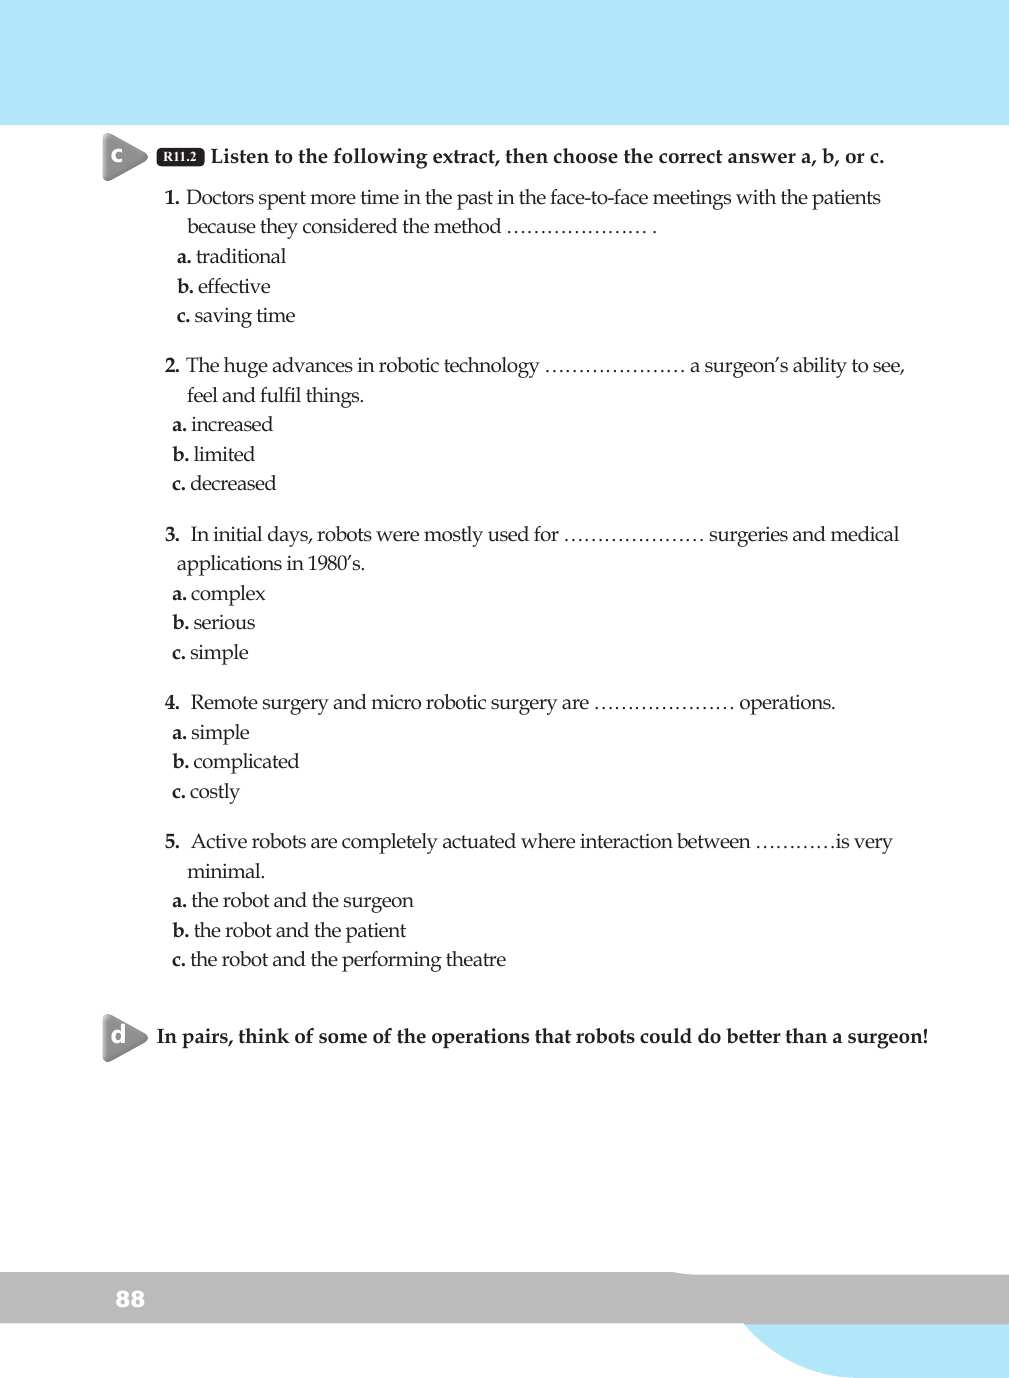 c R11.2 Listen to the following extract, then choose the correct answer a, b, or c.
1. Doctors spent more time in the past in the face-to-face meetings with the patients
because they considered the method ………………… .
a. traditional
b. effective
c. saving time
2. The huge advances in robotic technology ………………… a surgeon’s ability to see,
feel and fulfil things.
a. increased
b. limited
c. decreased
3. In initial days, robots were mostly used for ………………… surgeries and medical
applications in 1980’s.
a. complex
b. serious
c. simple
4. Remote surgery and micro robotic surgery are ………………… operations.
a. simple
b. complicated
c. costly
5. Active robots are completely actuated where interaction between …………is very
minimal.
a. the robot and the surgeon
b. the robot and the patient
c. the robot and the performing theatre
d In pairs, think of some of the operations that robots could do better than a surgeon!
88